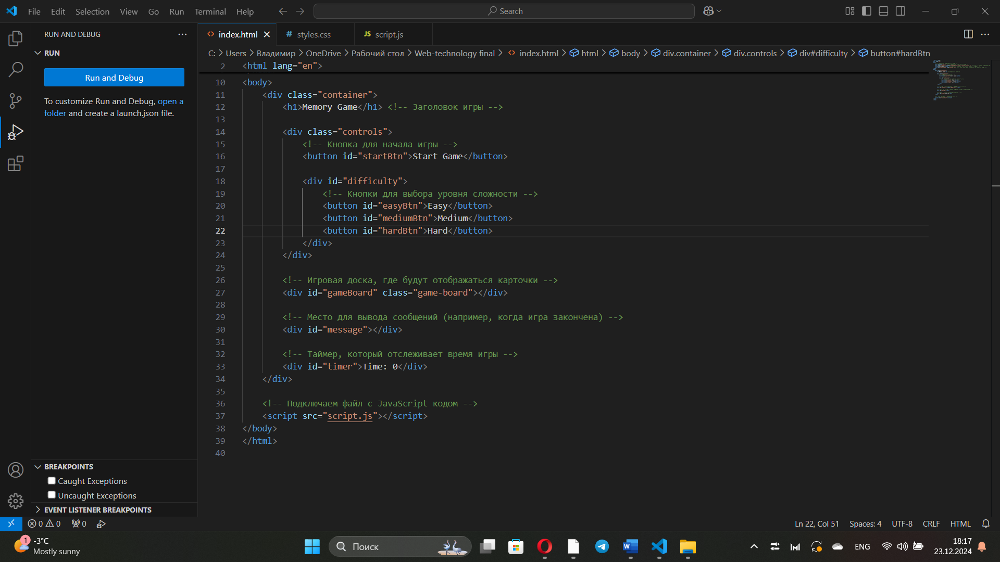 File Edit Selection View Go Run Terminal Help
Search
RUN AND DEBUG
RUN
Run and Debug
To customize Run and Debug, open a
folder and create a launch.json file.
index.html
# styles.css
JS script.js
C: > Users > Владимир > OneDrive > Рабочий стол > Web-technology final > index.html > html > body > div.container > div.controls > div#difficulty > button#hardBtn
2 <html lang="en">
10 <body>
11 <div class="container">
12 <h1>Memory Game</h1> <!-- Заголовок игры -->
13
14 <div class="controls">
15 <!-- Кнопка для начала игры -->
16 <button id="startBtn">Start Game</button>
17
18 <div id="difficulty">
19 <!-- Кнопки для выбора уровня сложности -->
20 <button id="easyBtn">Easy</button>
21 <button id="mediumBtn">Medium</button>
22 <button id="hardBtn">Hard</button>
23 </div>
24 </div>
25
26 <!-- Игровая доска, где будут отображаться карточки -->
27 <div id="gameBoard" class="game-board"></div>
28
29 <!-- Место для вывода сообщений (например, когда игра закончена) -->
30 <div id="message"></div>
31
32 <!-- Таймер, который отслеживает время игры -->
33 <div id="timer">Time: 0</div>
34 </div>
35
36 <!-- Подключаем файл с JavaScript кодом -->
37 <script src="script.js"></script>
38 </body>
39 </html>
40
BREAKPOINTS
Caught Exceptions
Uncaught Exceptions
EVENT LISTENER BREAKPOINTS
0 0 0
Ln 22, Col 51 Spaces: 4 UTF-8 CRLF HTML
1
-3°C
Mostly sunny
Поиск
W
ENG
18:17
23.12.2024